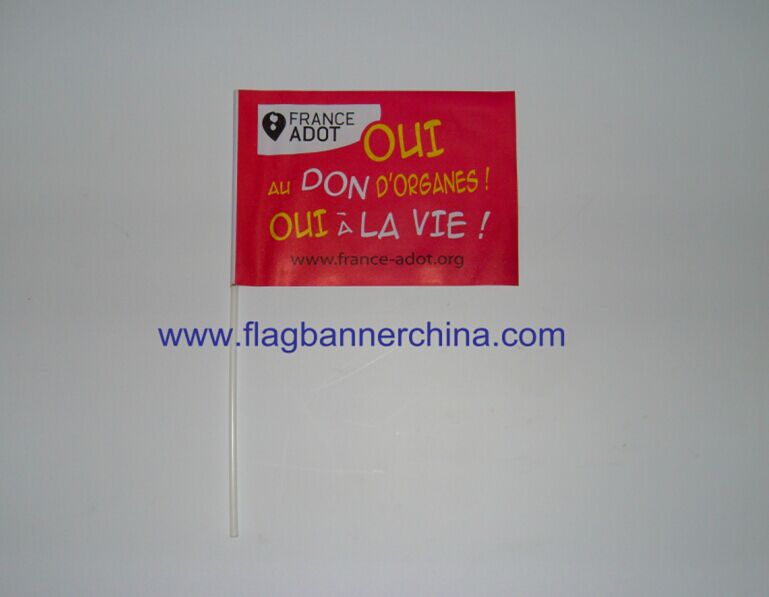 FRANCE
ADOT
OUI
AU DON D'ORGANES !
OUI À LA VIE !
www.france-adot.org
www.flagbannerchina.com